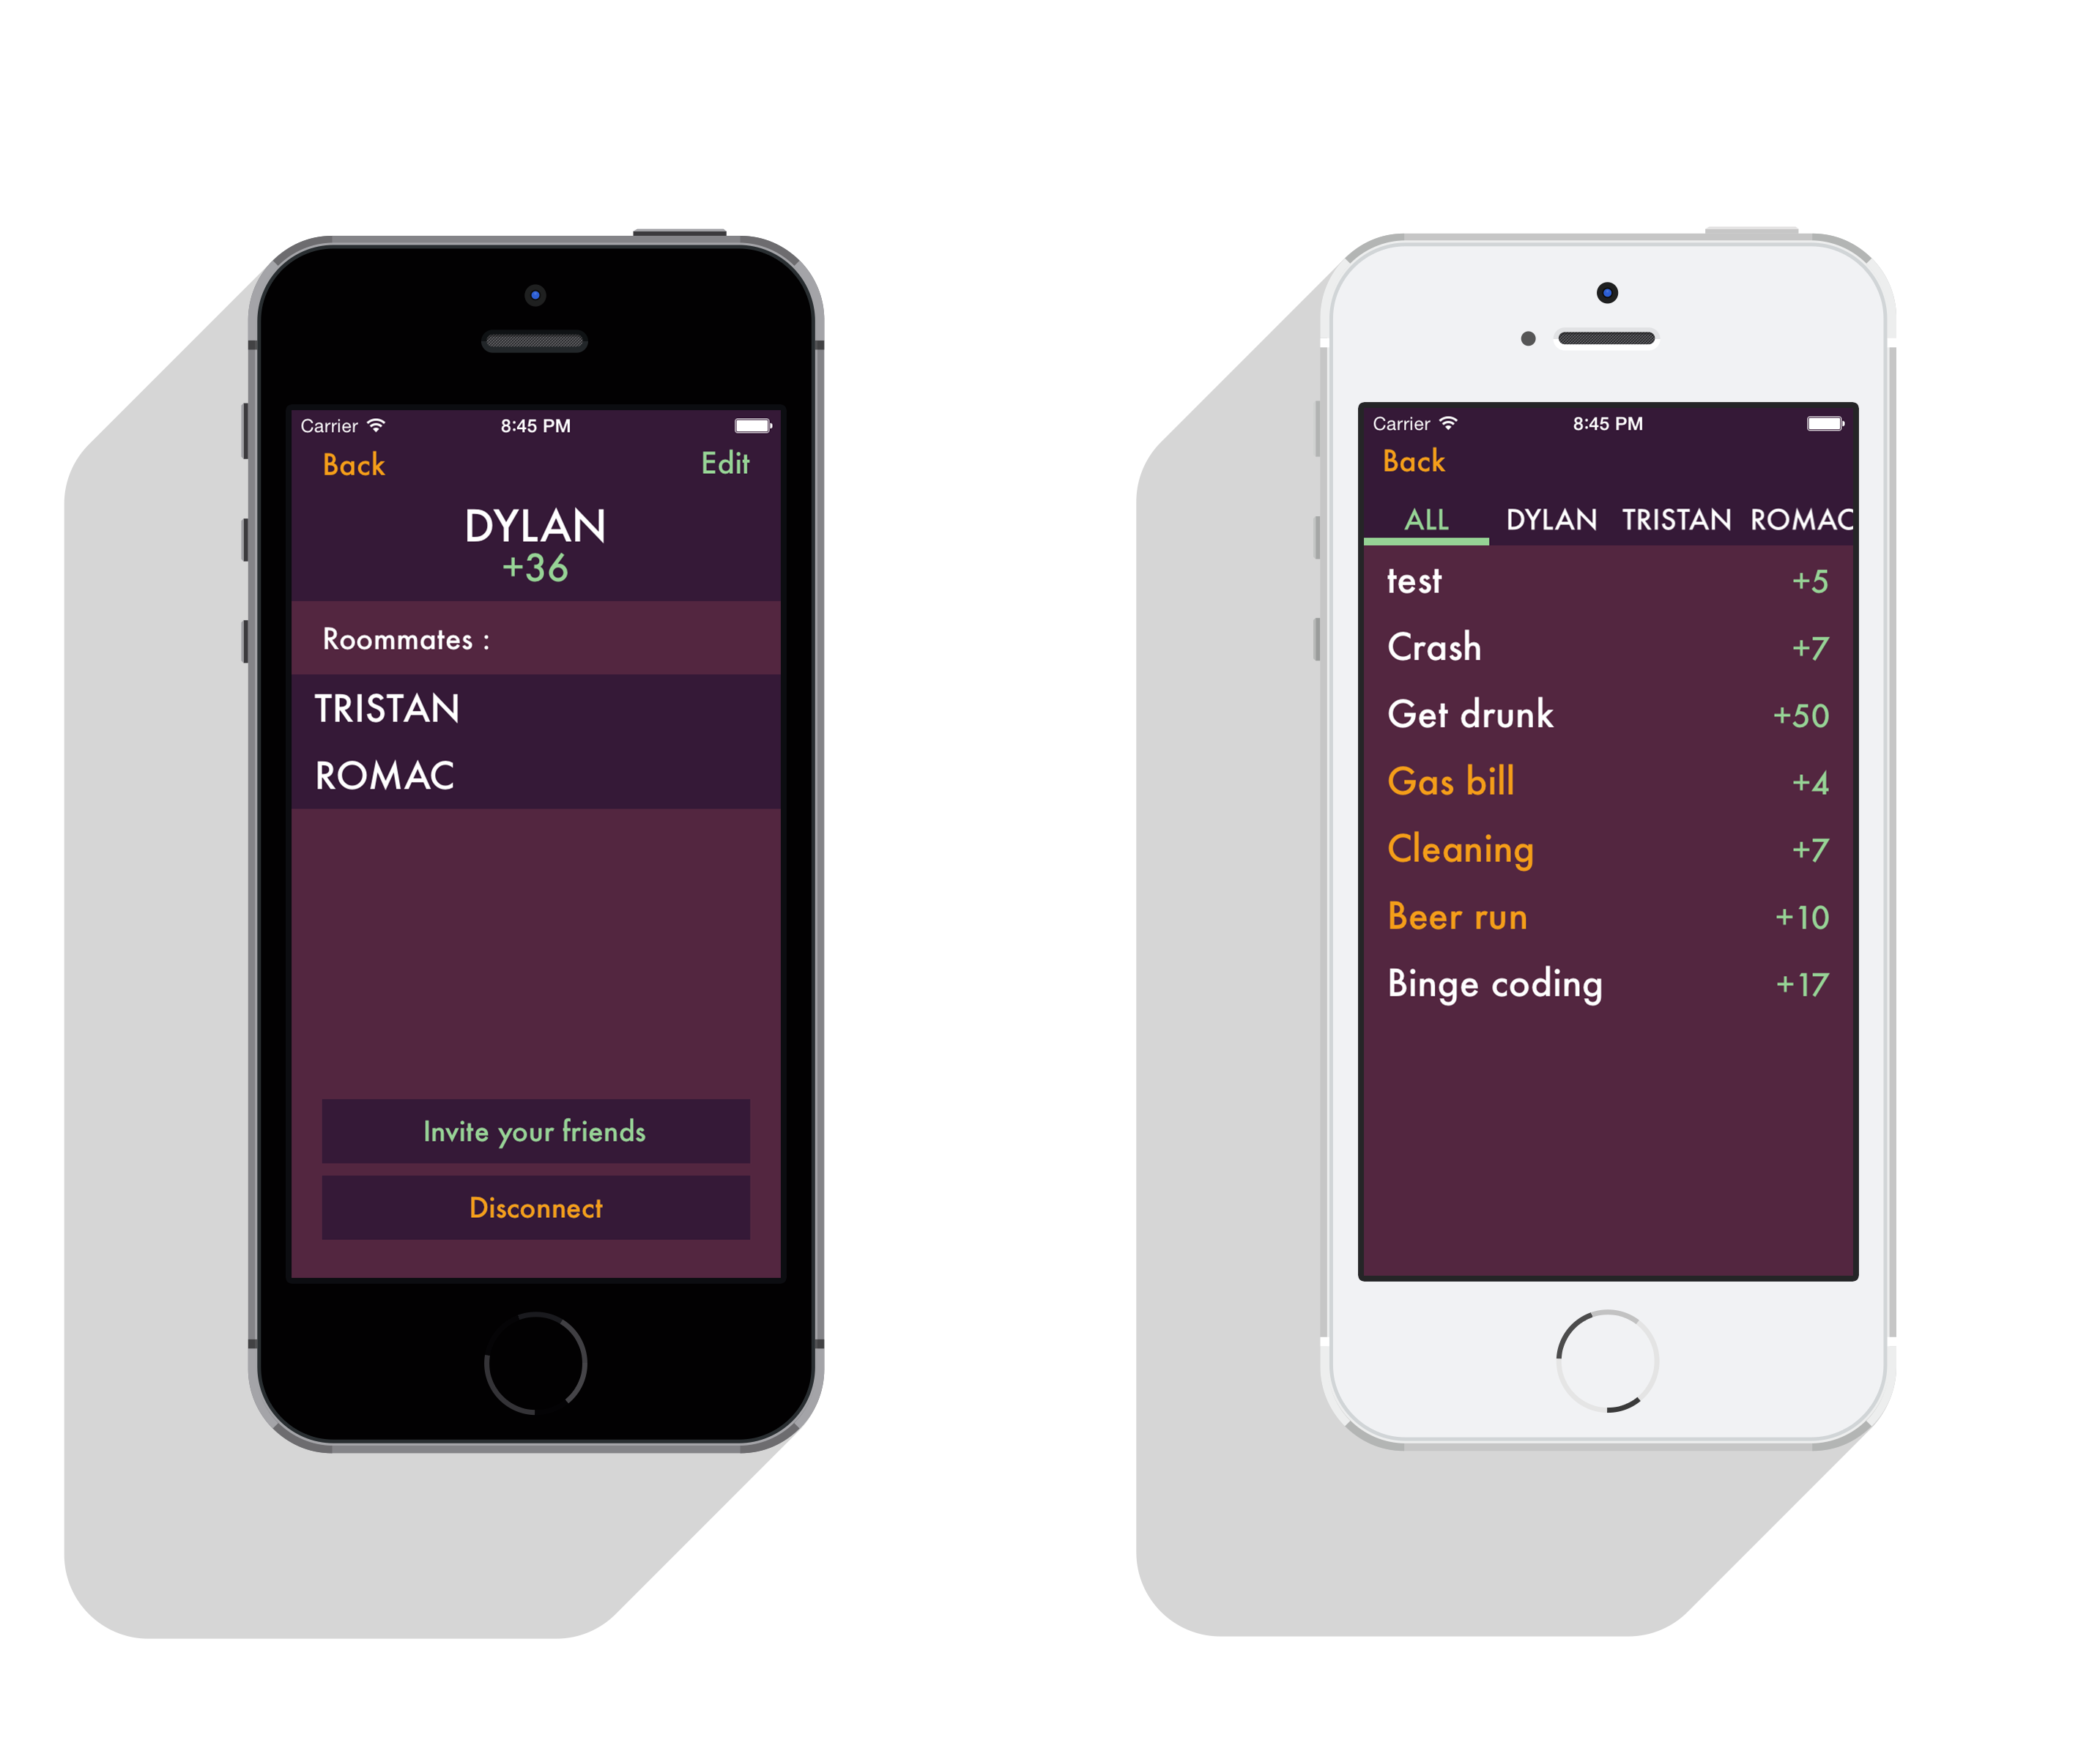 Carrier 8:45 PM
Back Edit
DYLAN
+36
Roommates :
TRISTAN
ROMAC
Invite your friends
Disconnect
Carrier 8:45 PM
Back
ALL DYLAN TRISTAN ROMAC
test +5
Crash +7
Get drunk +50
Gas bill +4
Cleaning +7
Beer run +10
Binge coding +17